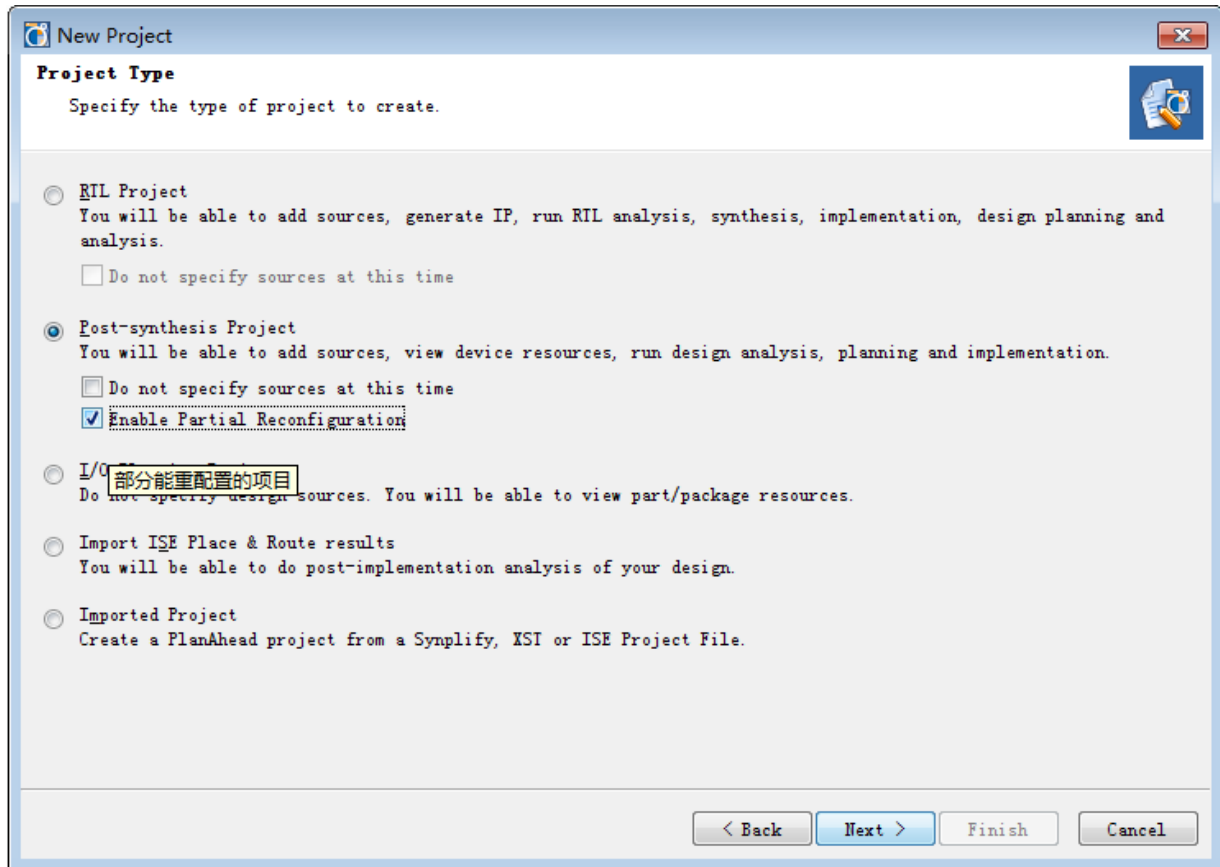 New Project
Project Type
Specify the type of project to create.
RTL Project
You will be able to add sources, generate IP, run RTL analysis, synthesis, implementation, design planning and
analysis.
Do not specify sources at this time
Post-synthesis Project
You will be able to add sources, view device resources, run design analysis, planning and implementation.
Do not specify sources at this time
Enable Partial Reconfiguration
I/O
部分能重配置的项目
Do not specify design sources. You will be able to view part/package resources.
Import ISE Place & Route results
You will be able to do post-implementation analysis of your design.
Imported Project
Create a PlanAhead project from a Synplify, XST or ISE Project File.
< Back Next > Finish Cancel